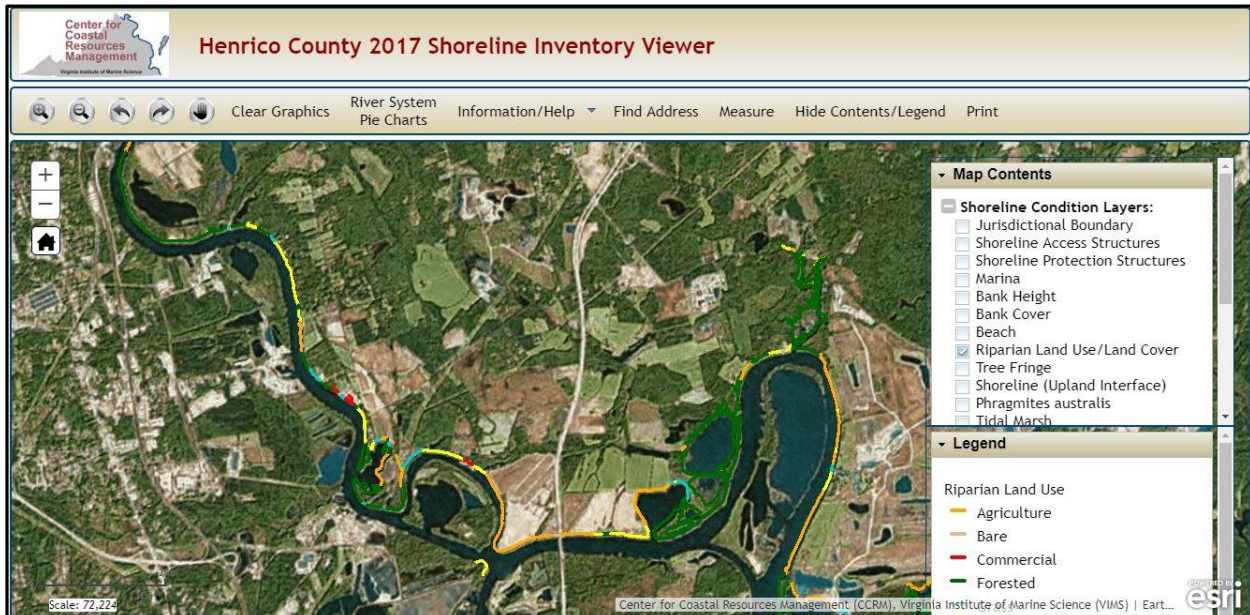 Center for
Coastal
Resources
Management
Virginia Institute of Marine Science
Henrico County 2017 Shoreline Inventory Viewer
Clear Graphics
River System
Pie Charts
Information/Help
Find Address
Measure
Hide Contents/Legend
Print
+
−
Map Contents
Shoreline Condition Layers:
Jurisdictional Boundary
Shoreline Access Structures
Shoreline Protection Structures
Marina
Bank Height
Bank Cover
Beach
Riparian Land Use/Land Cover
Tree Fringe
Shoreline (Upland Interface)
Phragmites australis
Tidal Marsh
Legend
Riparian Land Use
Agriculture
Bare
Commercial
Forested
Scale: 72,224
Center for Coastal Resources Management (CCRM), Virginia Institute of Marine Science (VIMS) | Eart...
POWERED BY
esri